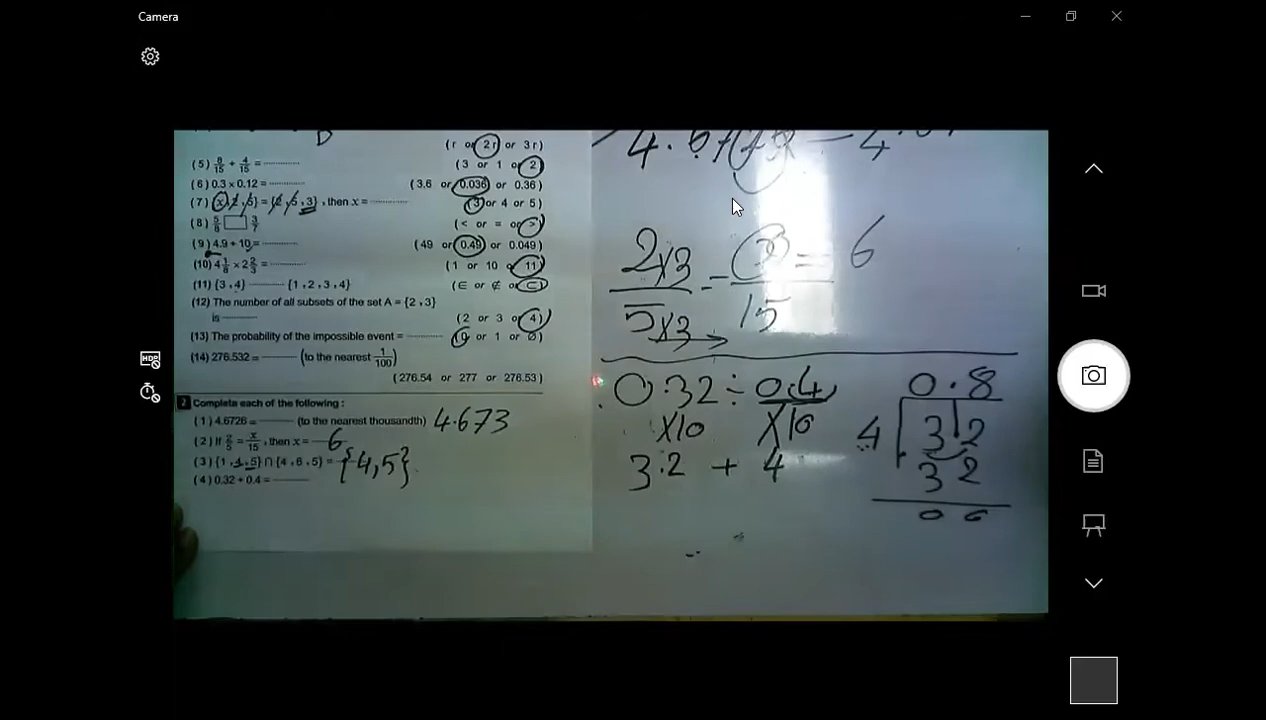 Camera
(r or 2r or 3r)
(5) 8/15 + 4/15 = ············
(3 or 1 or 2)
(6) 0.3 × 0.12 = ············
(3.6 or 0.036 or 0.36)
(7) {x, 2, 5} = {2, 5, 3}, then x = ············
(3 or 4 or 5)
(8) 5/8 □ 3/7
(< or = or >)
(9) 4.9 ÷ 10 = ············
(49 or 0.49 or 0.049)
(10) 4 1/8 × 2 2/3 = ············
(1 or 10 or 11)
(11) {3, 4} ············ {1, 2, 3, 4}
(∈ or ∉ or ⊂)
(12) The number of all subsets of the set A = {2, 3}
is ············
(2 or 3 or 4)
(13) The probability of the impossible event = ············
(0 or 1 or ∅)
(14) 276.532 = ············ (to the nearest 1/100)
(276.54 or 277 or 276.53)
2 Complete each of the following :
(1) 4.6726 = ············ (to the nearest thousandth) 4.673
(2) If 2/5 = x/15, then x = 6
(3) {1, 4, 5} ∩ {4, 6, 5} = {4, 5}
(4) 0.32 ÷ 0.4 = ············
2×3
5×3
=
15
= 6
0.32 ÷ 0.4
×10 ×10
3.2 ÷ 4
0.8
4 32
32
00
HDR